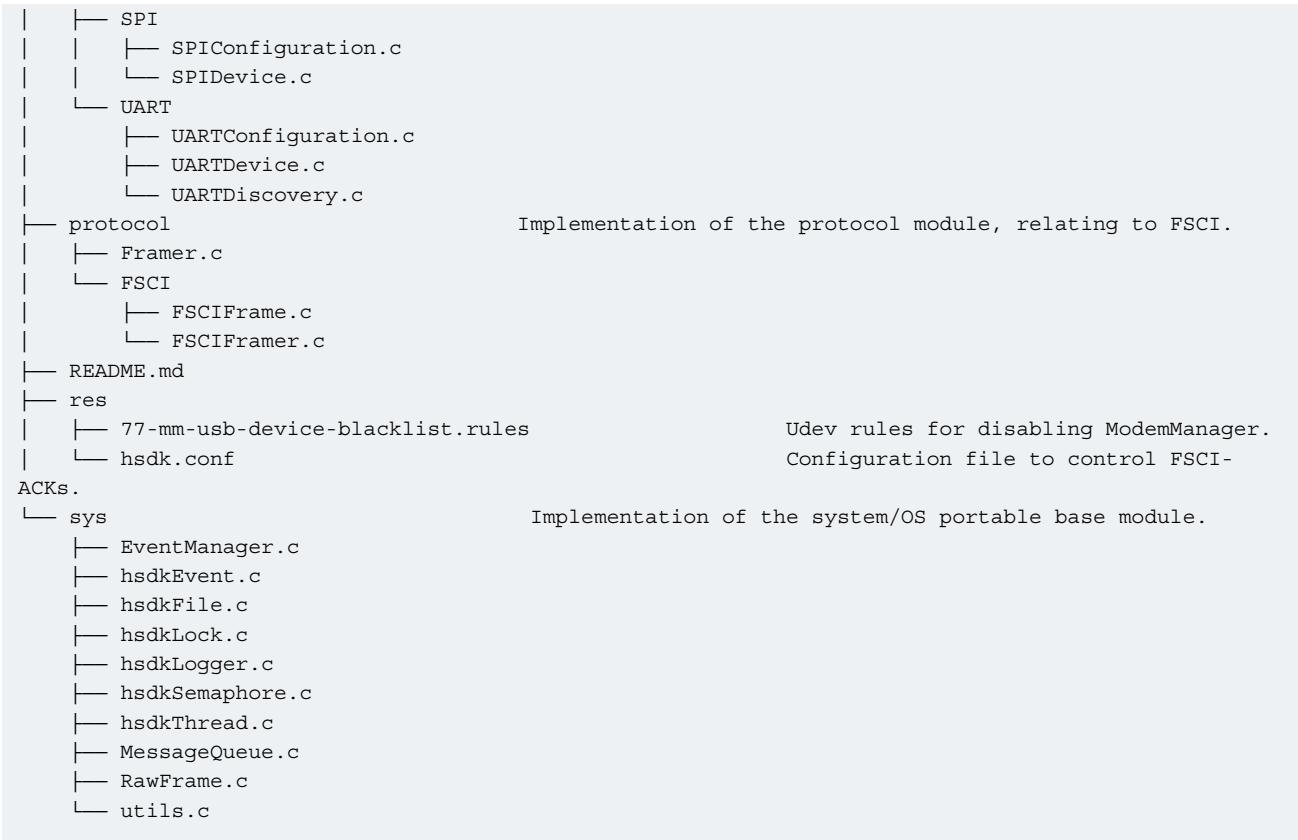 │   ├── SPI
│   │   ├── SPIConfiguration.c
│   │   └── SPIDevice.c
│   └── UART
│       ├── UARTConfiguration.c
│       ├── UARTDevice.c
│       └── UARTDiscovery.c
├── protocol                           Implementation of the protocol module, relating to FSCI.
│   ├── Framer.c
│   └── FSCI
│       ├── FSCIFrame.c
│       └── FSCIFramer.c
├── README.md
├── res
│   ├── 77-mm-usb-device-blacklist.rules                    Udev rules for disabling ModemManager.
│   └── hsdk.conf                                           Configuration file to control FSCI-
ACKs.
└── sys                                 Implementation of the system/OS portable base module.
    ├── EventManager.c
    ├── hsdkEvent.c
    ├── hsdkFile.c
    ├── hsdkLock.c
    ├── hsdkLogger.c
    ├── hsdkSemaphore.c
    ├── hsdkThread.c
    ├── MessageQueue.c
    ├── RawFrame.c
    └── utils.c